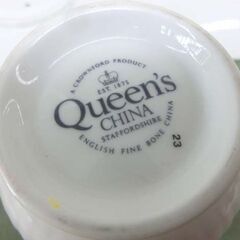 A CROWNFORD PRODUCT
EST. 1875
Queen's
CHINA
STAFFORDSHIRE
ENGLISH FINE BONE CHINA
23